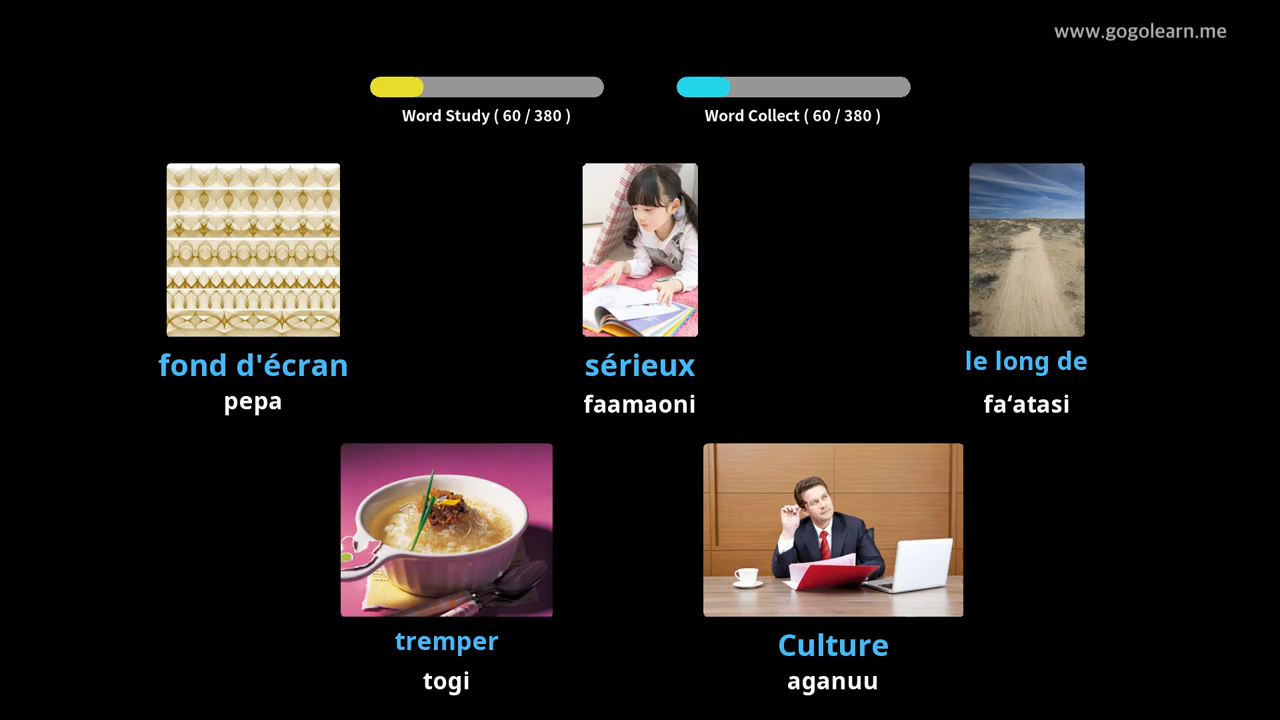 www.gogolearn.me
Word Study ( 60 / 380 )
Word Collect ( 60 / 380 )
fond d'écran
pepa
sérieux
faamaoni
le long de
fa‘atasi
tremper
togi
Culture
aganuu